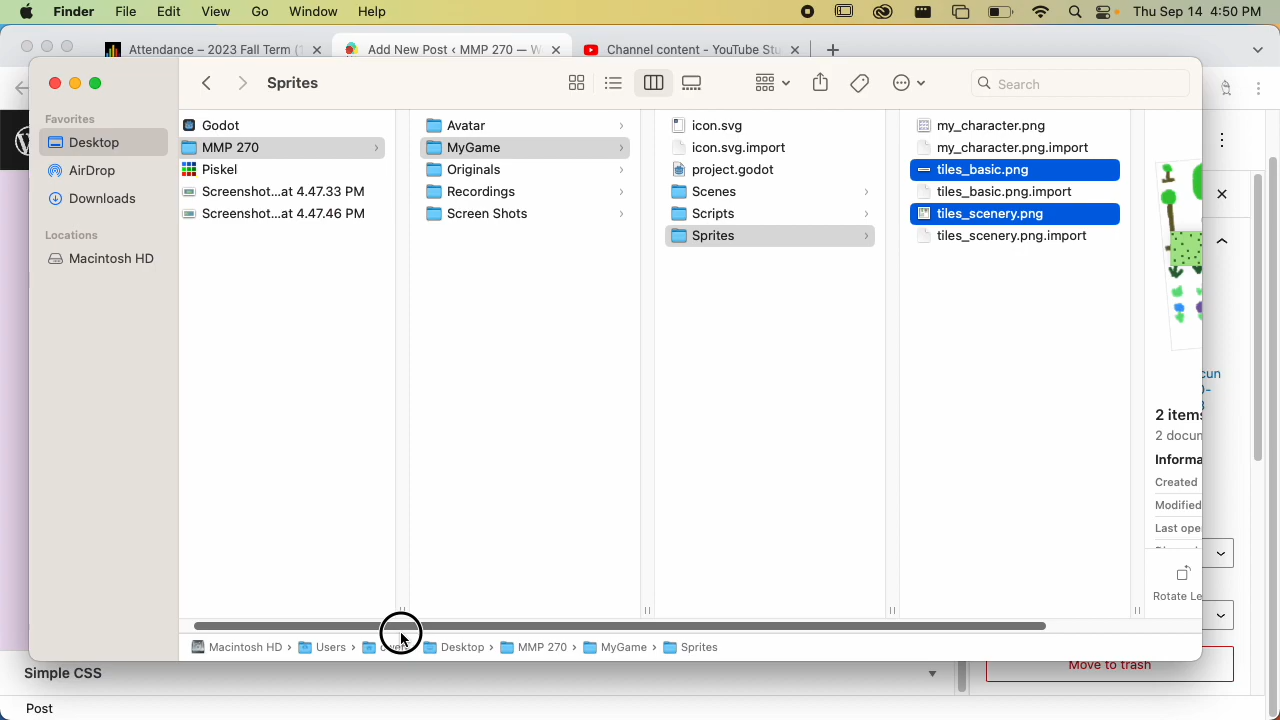 Finder File Edit View Go Window Help Thu Sep 14 4:50 PM
Attendance – 2023 Fall Term ( Add New Post ‹ MMP 270 — W Channel content - YouTube Stu
Sprites Search
Favorites
Desktop
AirDrop
Downloads
Locations
Macintosh HD
Godot
MMP 270
Piskel
Screenshot...at 4.47.33 PM
Screenshot...at 4.47.46 PM
Avatar
MyGame
Originals
Recordings
Screen Shots
icon.svg
icon.svg.import
project.godot
Scenes
Scripts
Sprites
my_character.png
my_character.png.import
tiles_basic.png
tiles_basic.png.import
tiles_scenery.png
tiles_scenery.png.import
2 items
2 docun
Informa
Created
Modified
Last ope
Rotate Le
Macintosh HD › Users › Desktop › MMP 270 › MyGame › Sprites
Simple CSS
Move to trash
Post